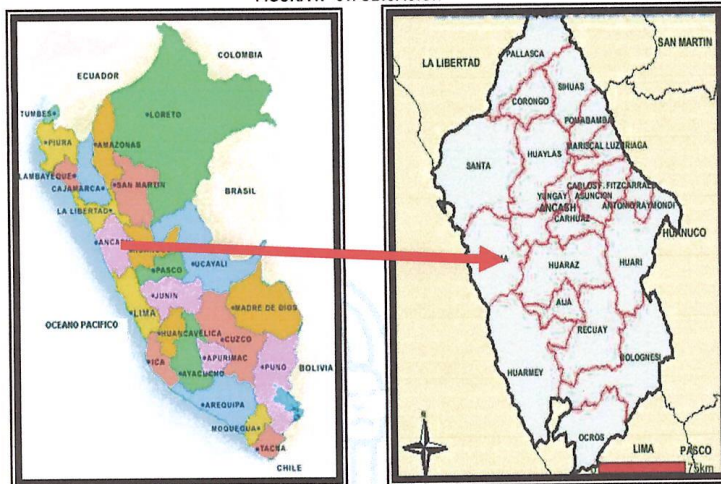 COLOMBIA
ECUADOR
TUMBES
LORETO
PIURA
AMAZONAS
LAMBAYEQUE
CAJAMARCA
SAN MARTIN
BRASIL
LA LIBERTAD
PASCO
UCAYALI
JUNIN
LIMA
MADRE DE DIOS
OCEANO PACIFICO
HUANCAVELICA
CUZCO
ICA
APURIMAC
PUNO
BOLIVIA
AYACUCHO
AREQUIPA
MOQUEGUA
TACNA
CHILE
LA LIBERTAD
PALLASCA
SAN MARTIN
SIHUAS
CORONGO
POMABAMBA
MARISCAL LUZURIAGA
SANTA
HUAYLAS
CARLOS F. FITZCARRALD
YUNGAY
ASUNCION
ANCASH
ANTONIO RAYMONDI
CARHUAZ
HUANUCO
HUARAZ
HUARI
AIJA
RECUAY
BOLOGNESI
HUARMEY
N
OCROS
LIMA
PASCO
75km